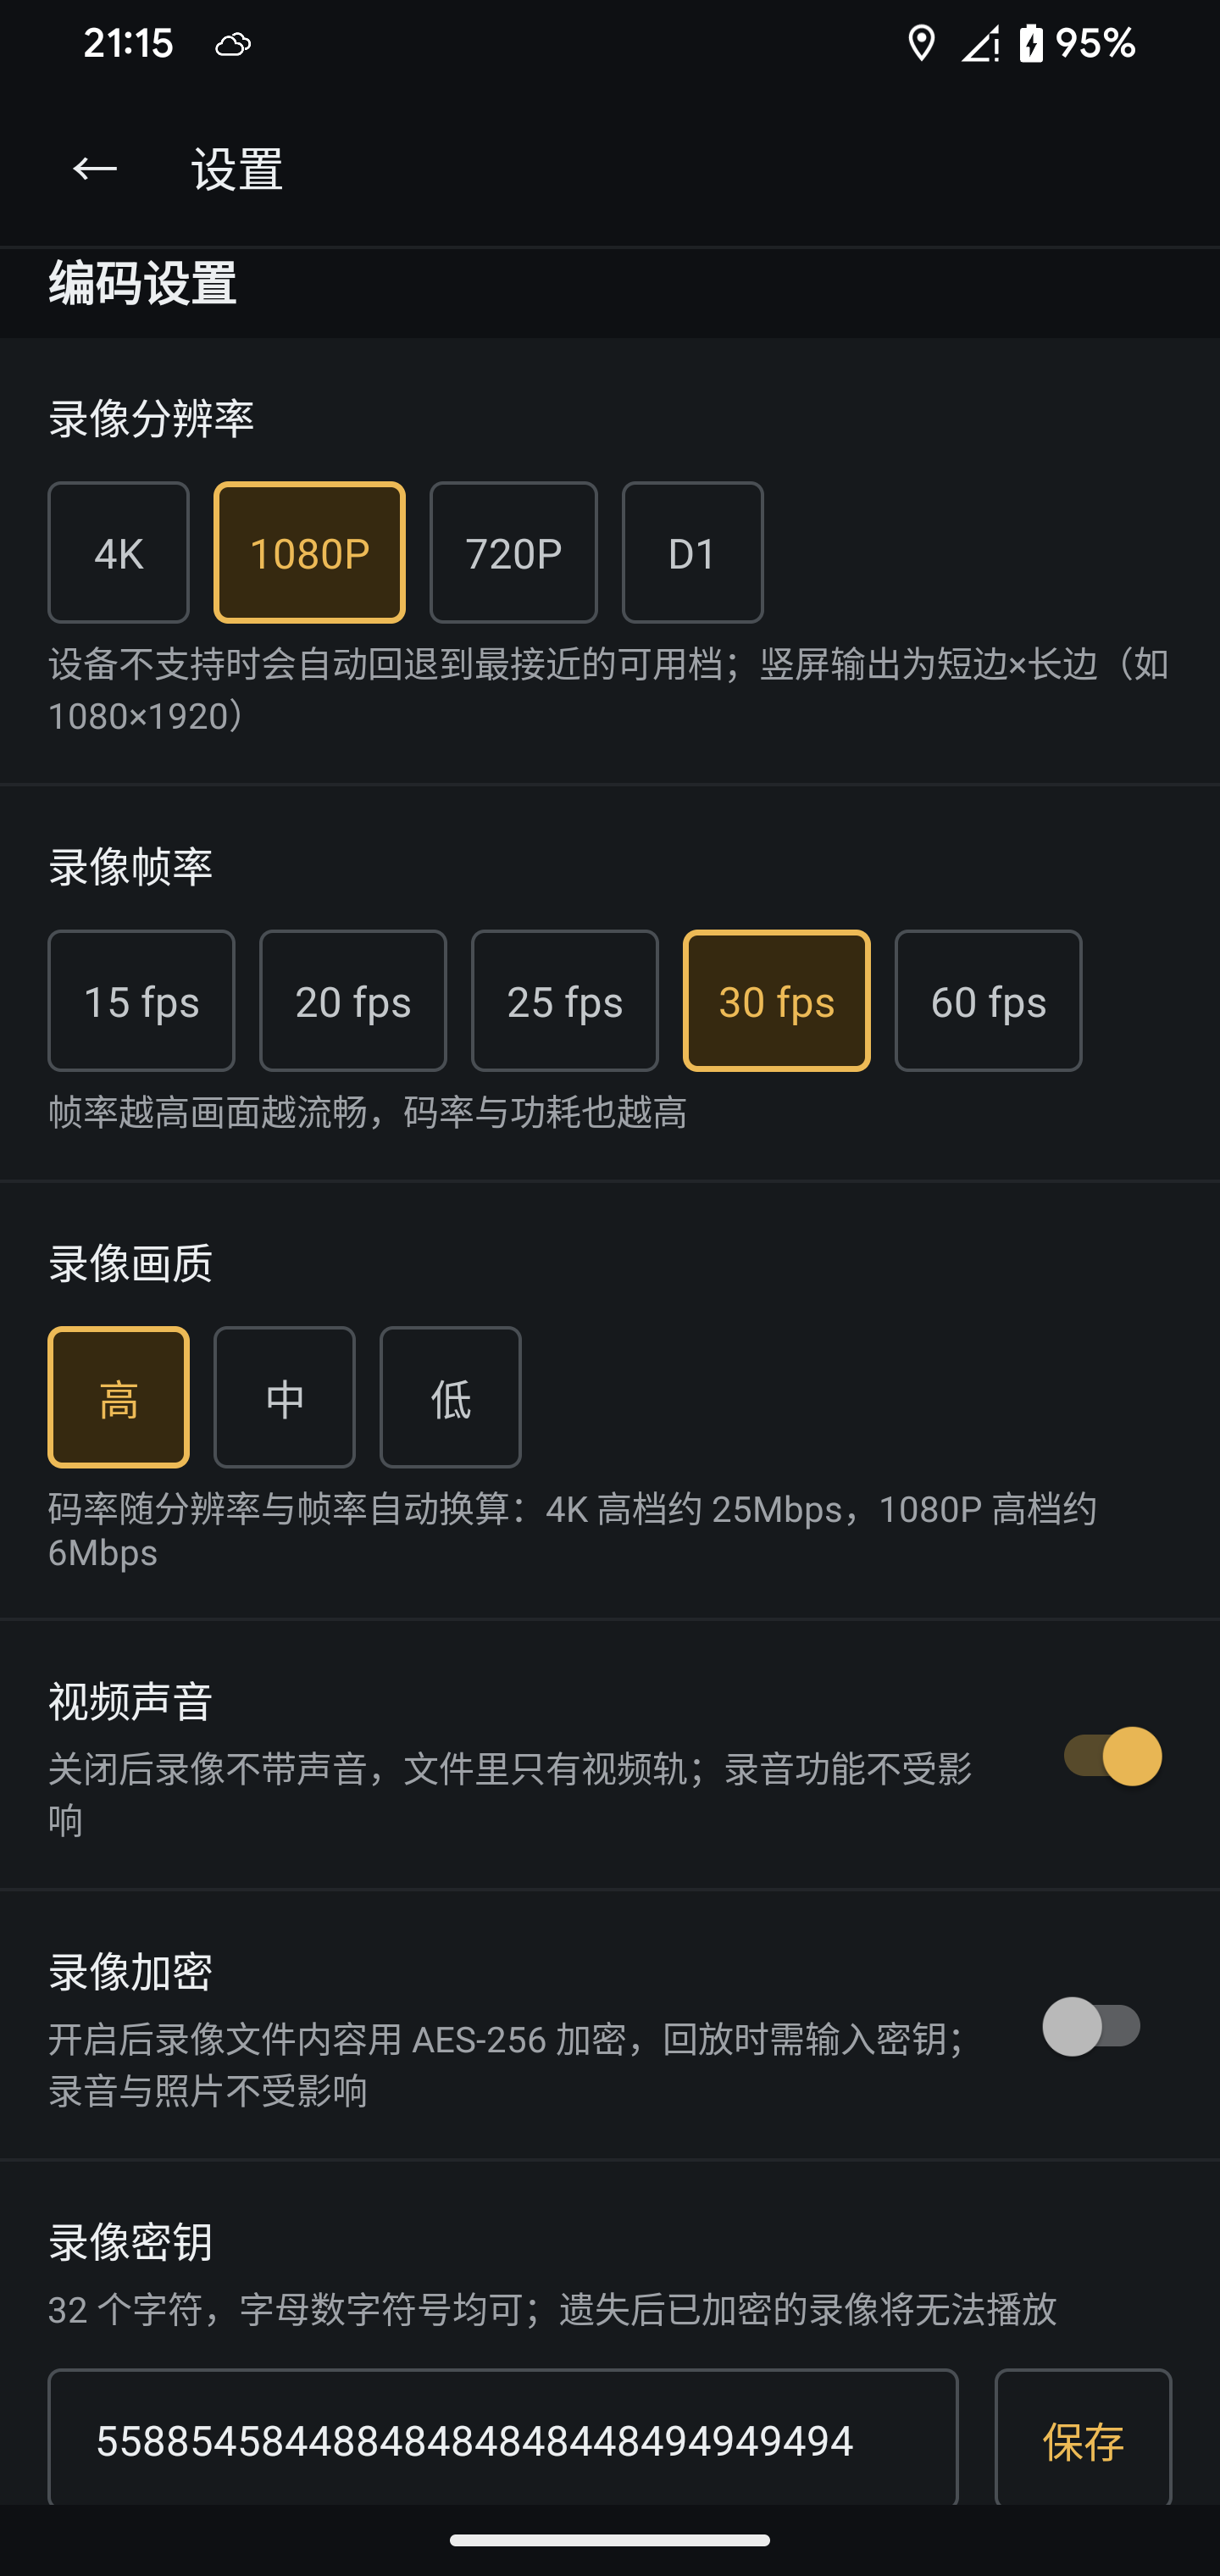 21:15
95%
设置
编码设置
录像分辨率
4K 1080P 720P D1
设备不支持时会自动回退到最接近的可用档；竖屏输出为短边×长边（如
1080×1920）
录像帧率
15 fps 20 fps 25 fps 30 fps 60 fps
帧率越高画面越流畅，码率与功耗也越高
录像画质
高 中 低
码率随分辨率与帧率自动换算：4K 高档约 25Mbps，1080P 高档约
6Mbps
视频声音
关闭后录像不带声音，文件里只有视频轨；录音功能不受影
响
录像加密
开启后录像文件内容用 AES-256 加密，回放时需输入密钥；
录音与照片不受影响
录像密钥
32 个字符，字母数字符号均可；遗失后已加密的录像将无法播放
55885458448848484848448494949494 保存